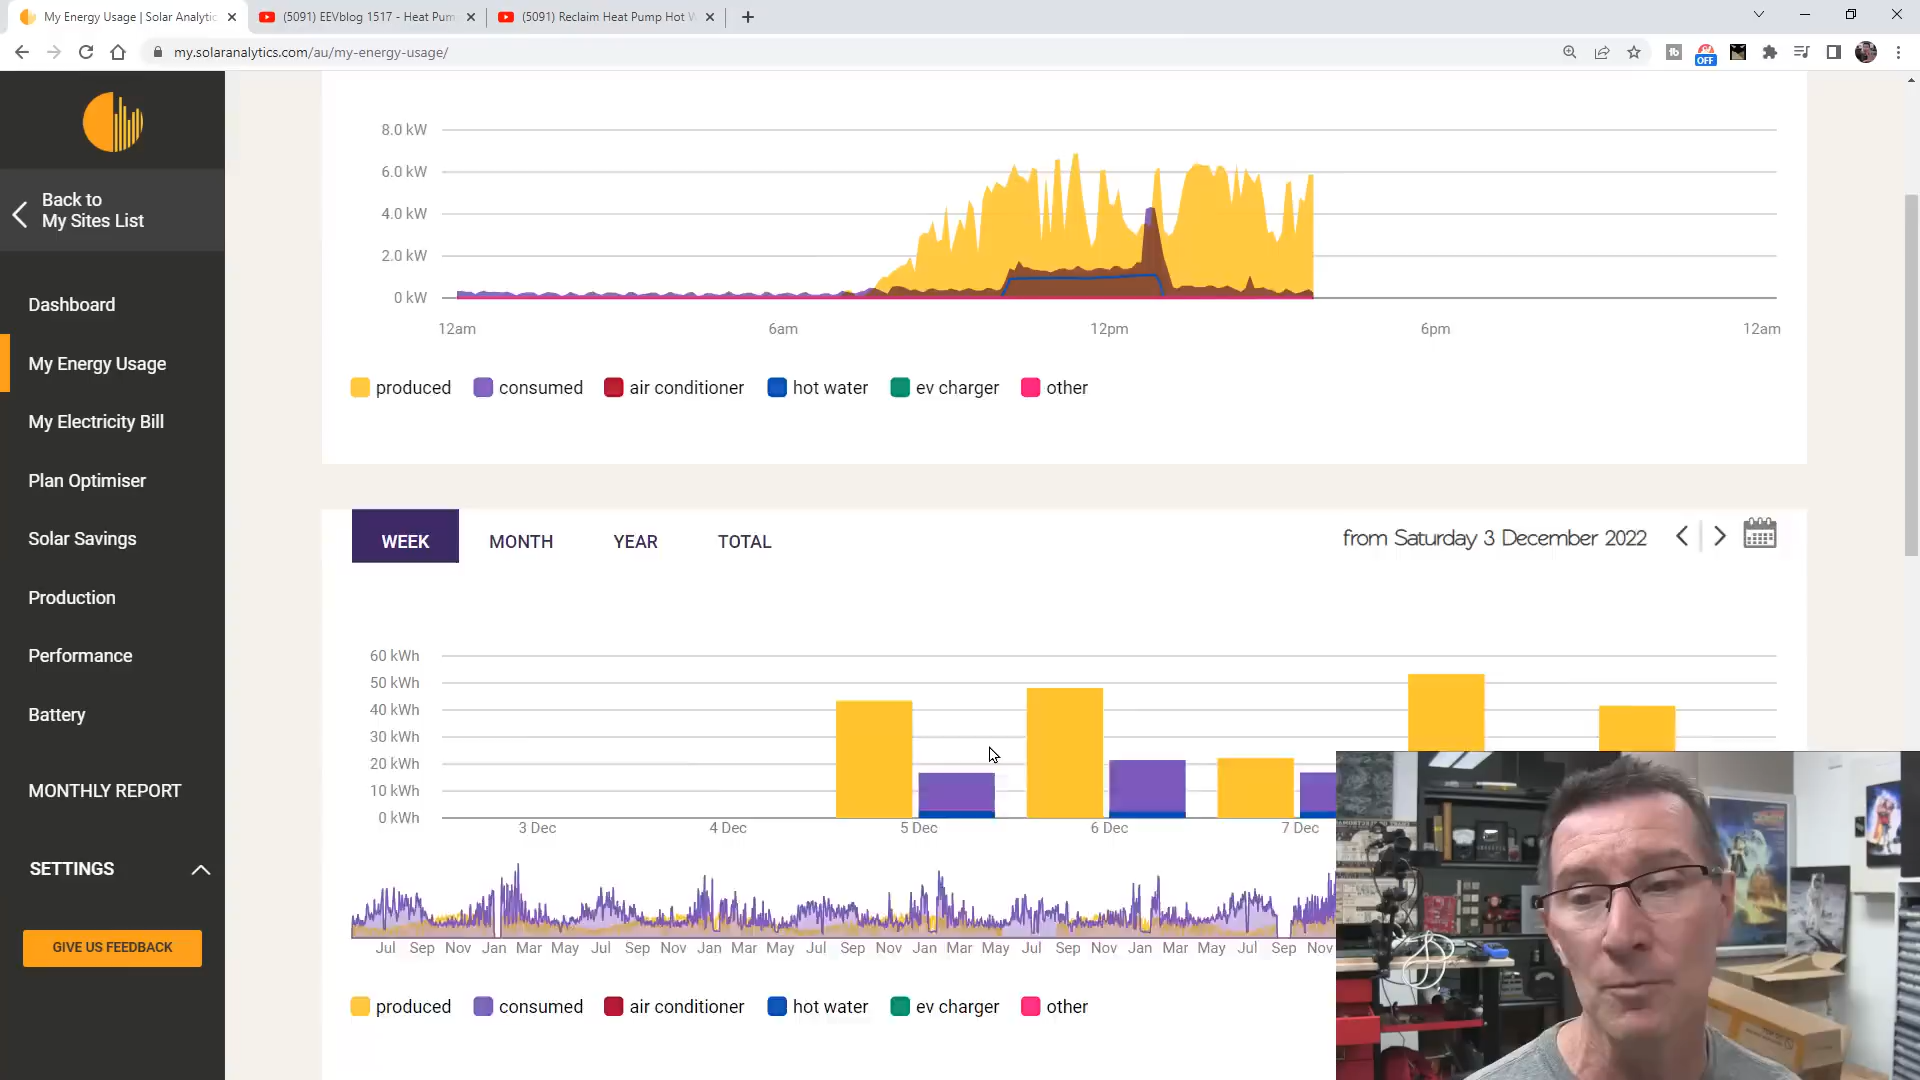 My Energy Usage | Solar Analytic
(5091) EEVblog 1517 - Heat Pum
(5091) Reclaim Heat Pump Hot W
my.solaranalytics.com/au/my-energy-usage/
OFF
Back to
My Sites List
Dashboard
My Energy Usage
My Electricity Bill
Plan Optimiser
Solar Savings
Production
Performance
Battery
MONTHLY REPORT
SETTINGS
GIVE US FEEDBACK
8.0 kW
6.0 kW
4.0 kW
2.0 kW
0 kW
12am 6am 12pm 6pm 12am
produced consumed air conditioner hot water ev charger other
WEEK MONTH YEAR TOTAL
from Saturday 3 December 2022
60 kWh
50 kWh
40 kWh
30 kWh
20 kWh
10 kWh
0 kWh
3 Dec 4 Dec 5 Dec 6 Dec 7 Dec
Jul Sep Nov Jan Mar May Jul Sep Nov Jan Mar May Jul Sep Nov Jan Mar May Jul Sep Nov Jan Mar May Jul Sep Nov
produced consumed air conditioner hot water ev charger other